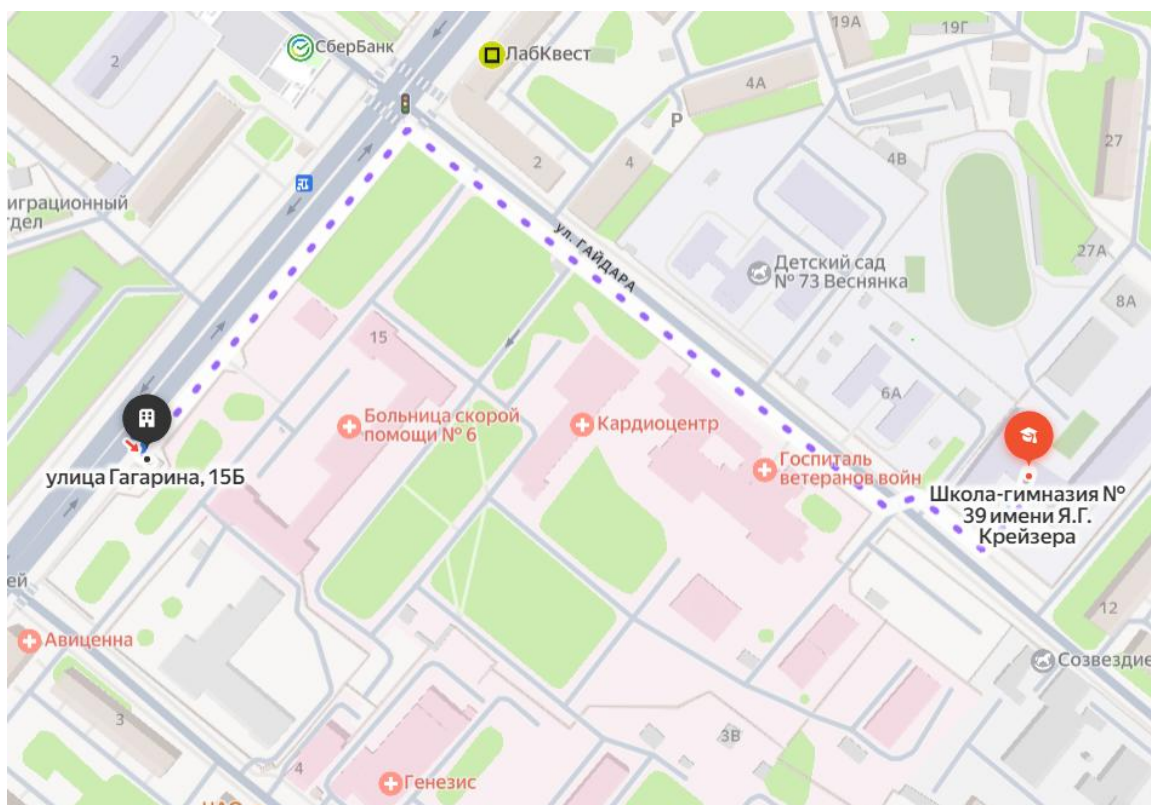 19А
19Г
СберБанк
ЛабКвест
2
4А
Р
27
2
4
4В
играционный
тдел
ул. ГАЙДАРА
27А
Детский сад
№ 73 Веснянка
8А
15
6А
Больница скорой
помощи № 6
Кардиоцентр
Госпиталь
ветеранов войн
улица Гагарина, 15Б
Школа-гимназия №
39 имени Я.Г.
Крейзера
ей
12
Авиценна
Созвездие
3
3В
4
Генезис